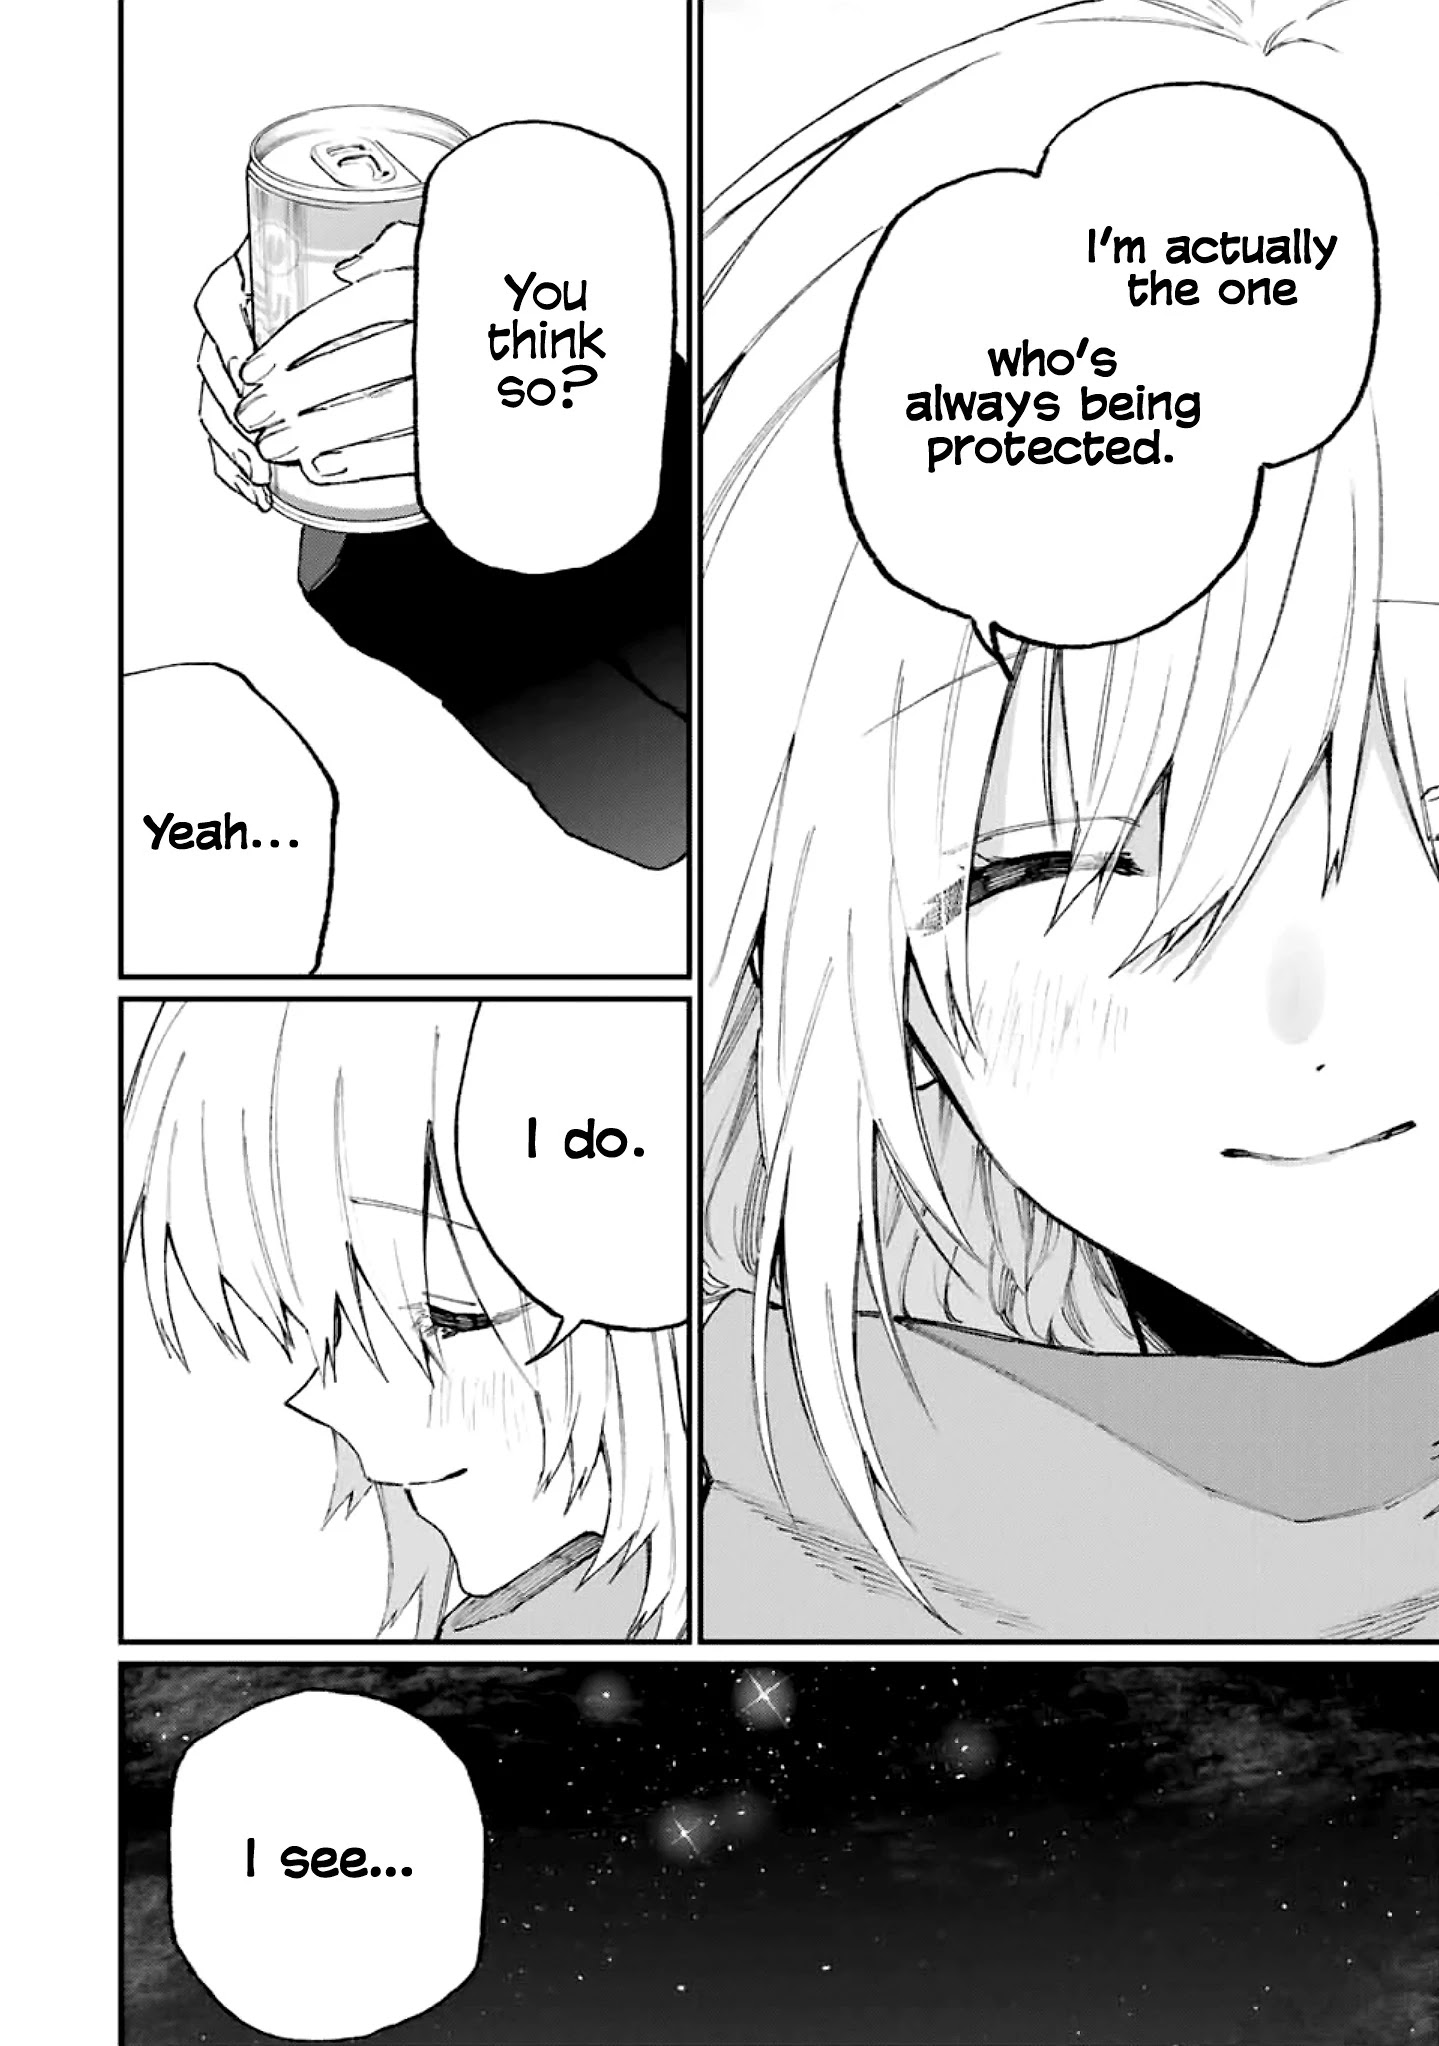 I'm actually
the one
who's
always being
protected.
You
think
so?
Yeah...
I do.
I see...